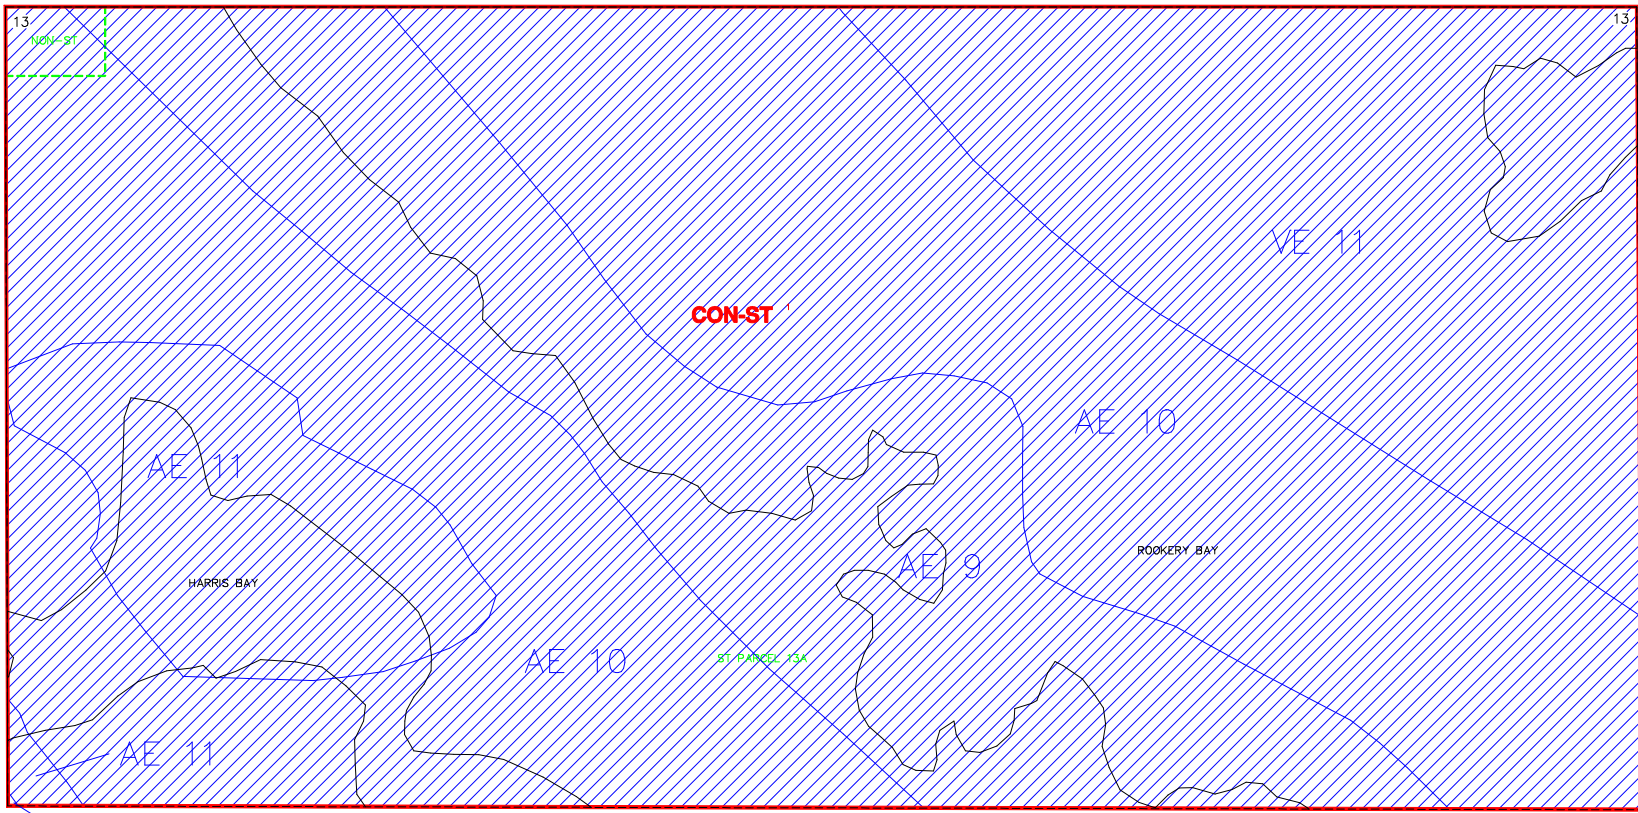 13
13
NON-ST
VE 11
CON-ST '
AE 10
AE 11
ROOKERY BAY
AE 9
HARRIS BAY
AE 10
ST PARCEL 13A
AE 11